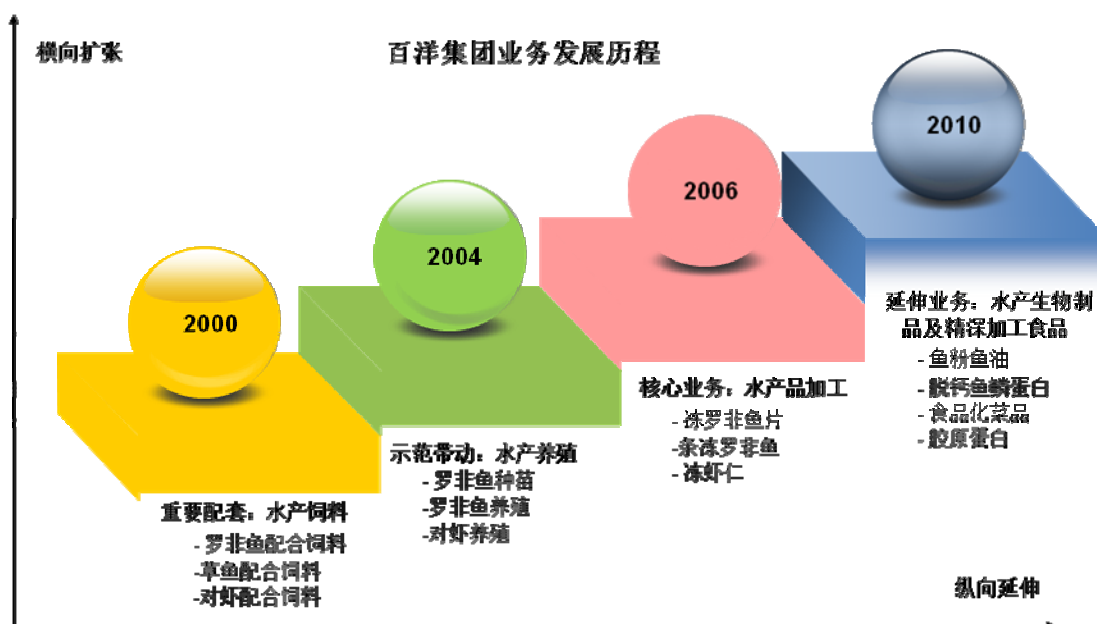 横向扩张
百洋集团业务发展历程
2000
重要配套：水产饲料
- 罗非鱼配合饲料
-草鱼配合饲料
-对虾配合饲料
2004
示范带动：水产养殖
- 罗非鱼种苗
-罗非鱼养殖
-对虾养殖
2006
核心业务：水产品加工
- 冻罗非鱼片
-条冻罗非鱼
- 冻虾仁
2010
延伸业务：水产生物制
品及精深加工食品
- 鱼粉鱼油
- 脱钙鱼鳞蛋白
- 食品化菜品
- 胶原蛋白
纵向延伸